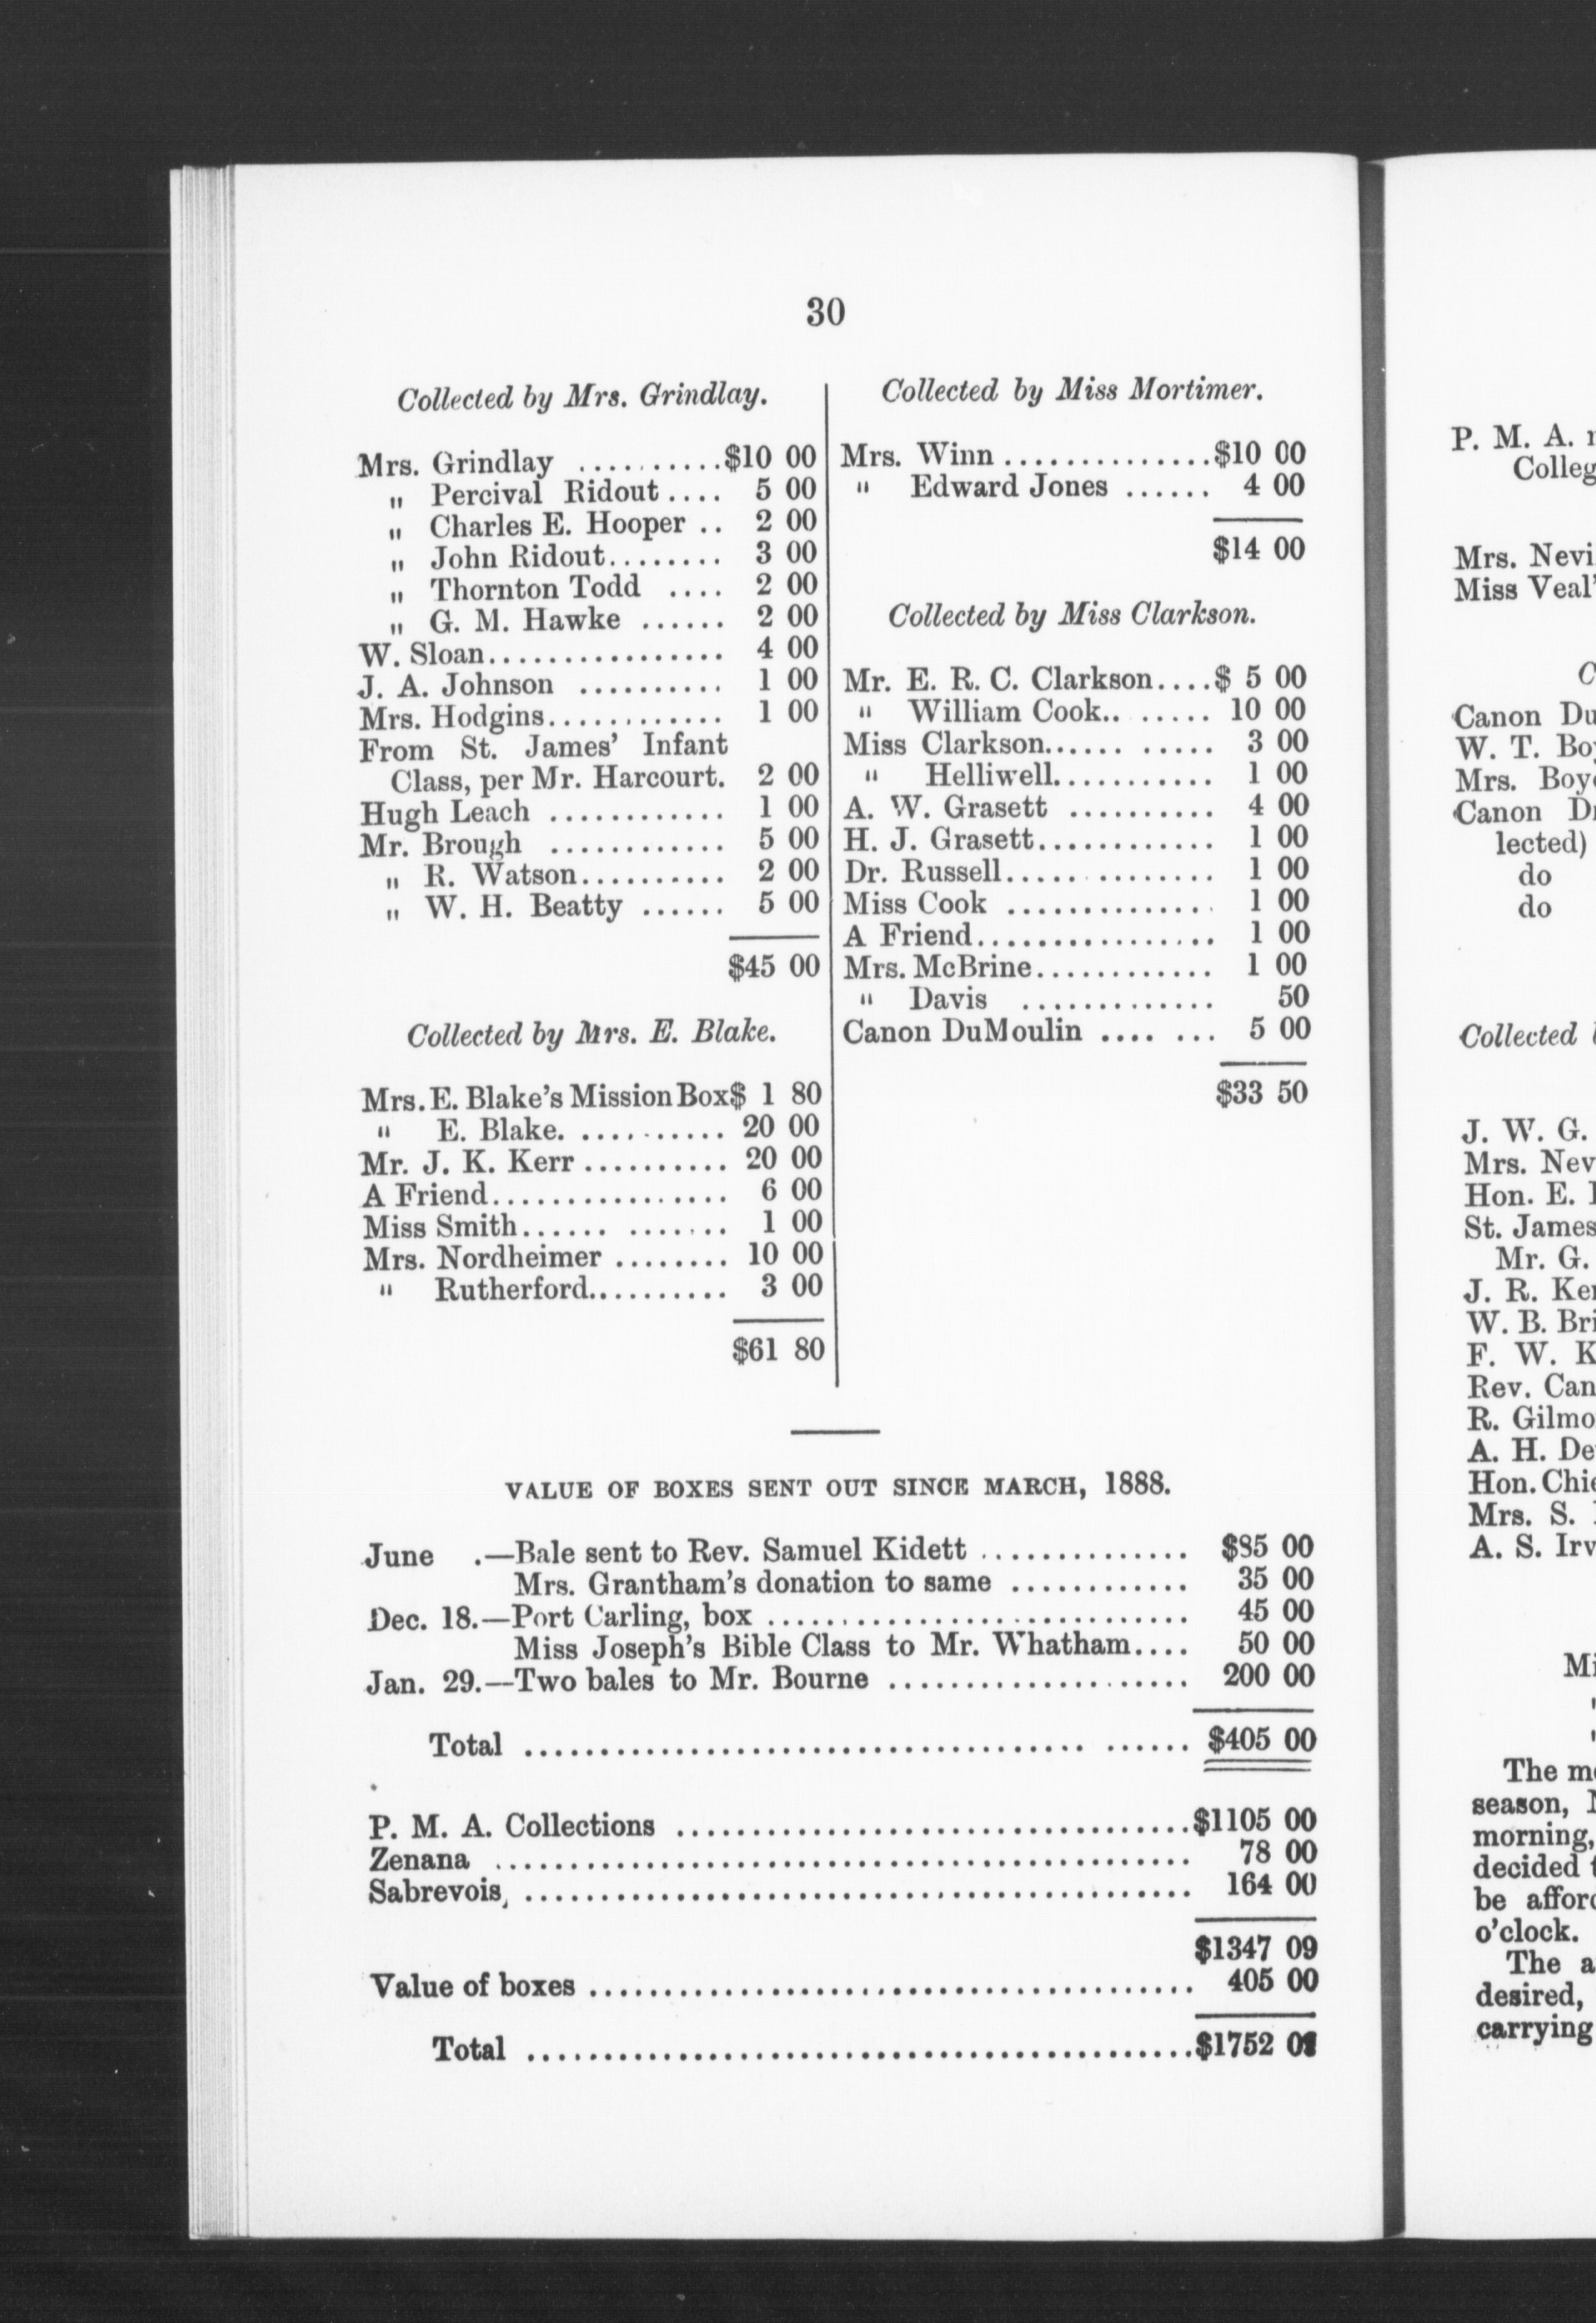 30
Collected by Mrs. Grindlay.
Mrs. Grindlay ..........$10 00
" Percival Ridout.... 5 00
" Charles E. Hooper .. 2 00
" John Ridout........ 3 00
" Thornton Todd .... 2 00
" G. M. Hawke ...... 2 00
W. Sloan................ 4 00
J. A. Johnson .......... 1 00
Mrs. Hodgins............ 1 00
From St. James' Infant
Class, per Mr. Harcourt. 2 00
Hugh Leach ............ 1 00
Mr. Brough ............ 5 00
" R. Watson.......... 2 00
" W. H. Beatty ...... 5 00
$45 00
Collected by Mrs. E. Blake.
Mrs. E. Blake's Mission Box$ 1 80
" E. Blake. .......... 20 00
Mr. J. K. Kerr .......... 20 00
A Friend................ 6 00
Miss Smith...... ....... 1 00
Mrs. Nordheimer ........ 10 00
" Rutherford.......... 3 00
$61 80
Collected by Miss Mortimer.
Mrs. Winn ..............$10 00
" Edward Jones ...... 4 00
$14 00
Collected by Miss Clarkson.
Mr. E. R. C. Clarkson....$ 5 00
" William Cook.. ...... 10 00
Miss Clarkson...... ..... 3 00
" Helliwell........... 1 00
A. W. Grasett .......... 4 00
H. J. Grasett............ 1 00
Dr. Russell.............. 1 00
Miss Cook .............. 1 00
A Friend................ 1 00
Mrs. McBrine............ 1 00
" Davis ............. 50
Canon DuMoulin .... ... 5 00
$33 50
VALUE OF BOXES SENT OUT SINCE MARCH, 1888.
June .—Bale sent to Rev. Samuel Kidett .............. $85 00
Mrs. Grantham's donation to same ............ 35 00
Dec. 18.—Port Carling, box ............................ 45 00
Miss Joseph's Bible Class to Mr. Whatham.... 50 00
Jan. 29.—Two bales to Mr. Bourne .................... 200 00
Total ..................................... ...... $405 00
P. M. A. Collections ..................................$1105 00
Zenana .............................................. 78 00
Sabrevois, ............................................ 164 00
$1347 09
Value of boxes ........................................ 405 00
Total .............................................$1752 09
P. M. A.
Colleg
Mrs. Nevi
Miss Veal'
C
Canon Du
W. T. Boy
Mrs. Boy
Canon D
lected)
do
do
Collected
J. W. G.
Mrs. Nev
Hon. E.
St. James
Mr. G.
J. R. Ke
W. B. Bri
F. W. K
Rev. Can
R. Gilmo
A. H. De
Hon. Chie
Mrs. S.
A. S. Irv
Mi
"
"
The m
season,
morning,
decided t
be affor
o'clock.
The a
desired,
carrying